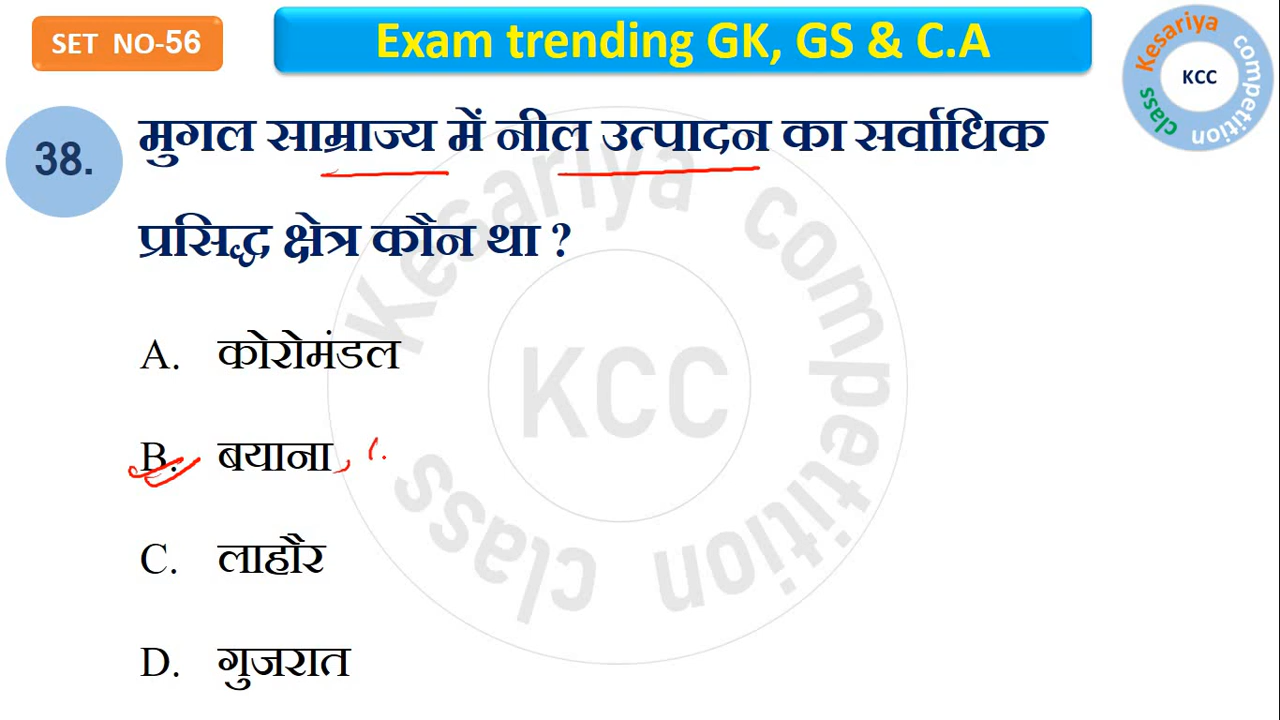 SET NO-56
Exam trending GK, GS & C.A
Kesariya competition class
KCC
38.
मुगल साम्राज्य में नील उत्पादन का सर्वाधिक
प्रसिद्ध क्षेत्र कौन था ?
A. कोरोमंडल
B. बयाना
C. लाहौर
D. गुजरात
Kesariya competition class
KCC